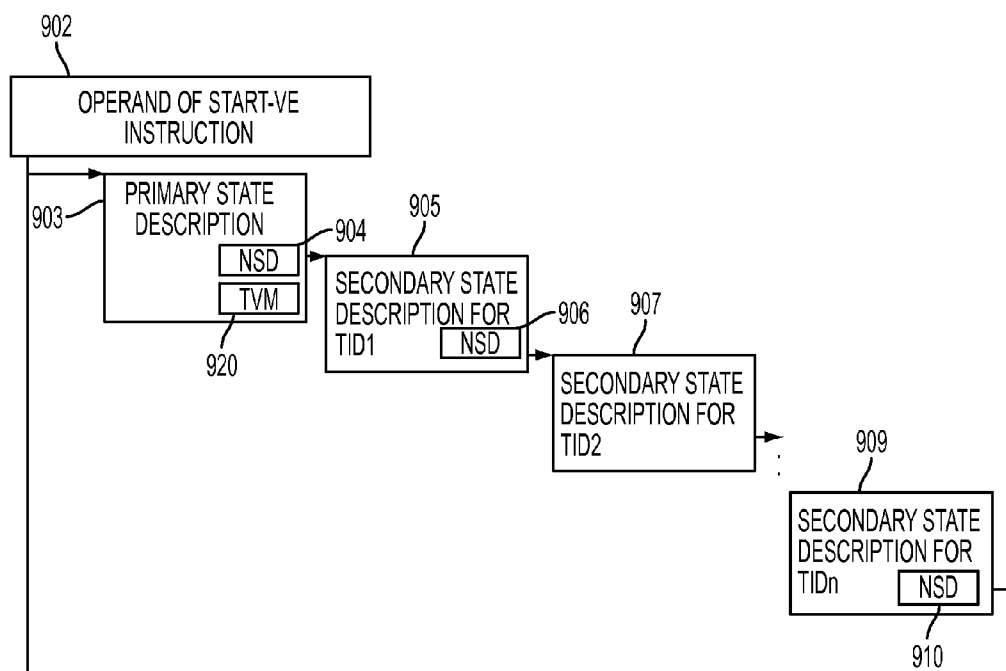 902
OPERAND OF START-VE
INSTRUCTION
903
PRIMARY STATE
DESCRIPTION
904
NSD
TVM
920
905
SECONDARY STATE
DESCRIPTION FOR
TID1
906
NSD
907
SECONDARY STATE
DESCRIPTION FOR
TID2
909
SECONDARY STATE
DESCRIPTION FOR
TIDn
NSD
910